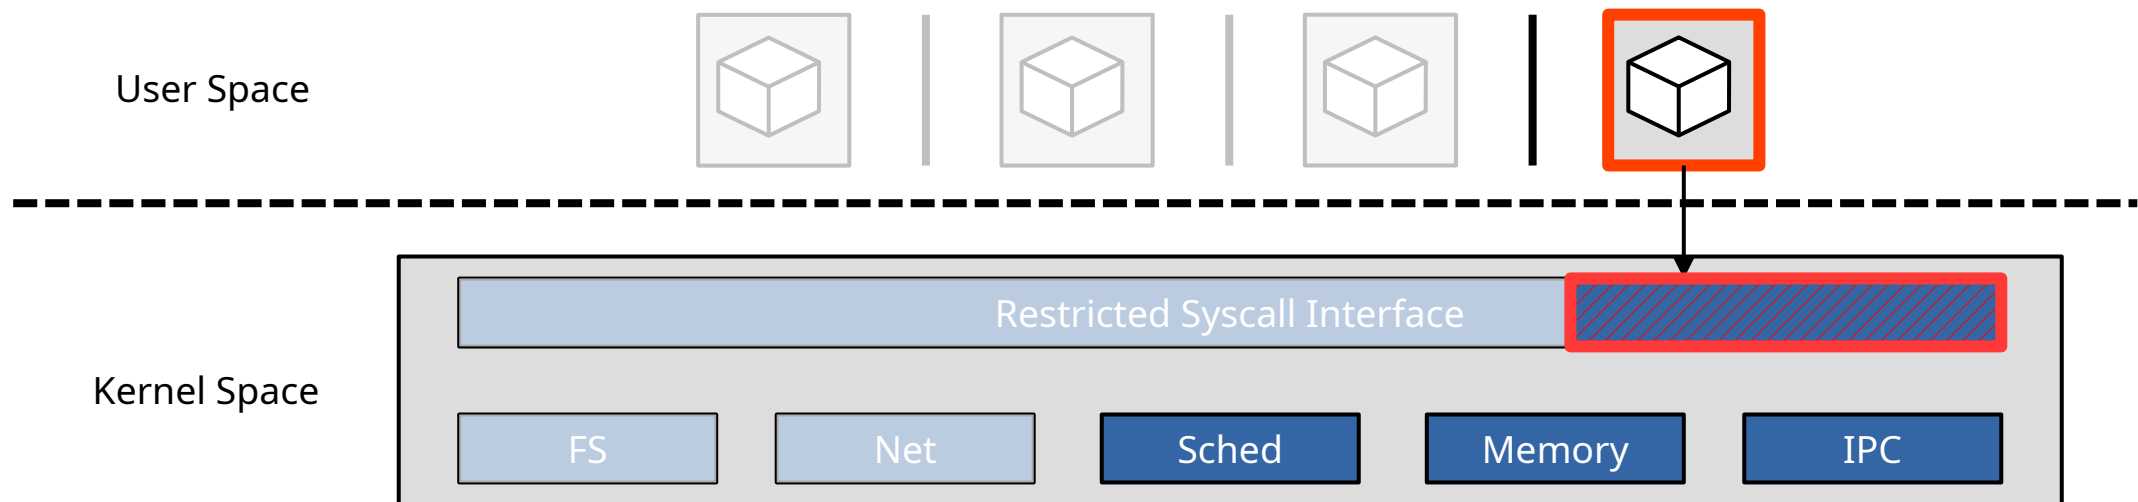 User Space
Restricted Syscall Interface
Kernel Space
FS
Net
Sched
Memory
IPC